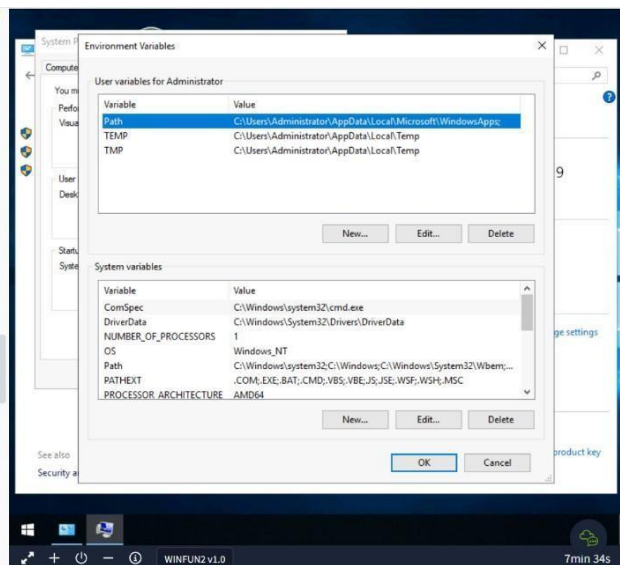 System P
Environment Variables
Compute
User variables for Administrator
You m
Perfo
Visua
Variable Value
Path C:\Users\Administrator\AppData\Local\Microsoft\WindowsApps;
TEMP C:\Users\Administrator\AppData\Local\Temp
TMP C:\Users\Administrator\AppData\Local\Temp
User
Desk
9
New... Edit... Delete
Startu
Syste
System variables
Variable Value
ComSpec C:\Windows\system32\cmd.exe
DriverData C:\Windows\System32\Drivers\DriverData
NUMBER_OF_PROCESSORS 1
ge settings
OS Windows_NT
Path C:\Windows\system32;C:\Windows;C:\Windows\System32\Wbem;...
PATHEXT .COM;.EXE;.BAT;.CMD;.VBS;.VBE;.JS;.JSE;.WSF;.WSH;.MSC
PROCESSOR_ARCHITECTURE AMD64
New... Edit... Delete
See also
Security a
OK Cancel
product key
WINFUN2 v1.0
7min 34s